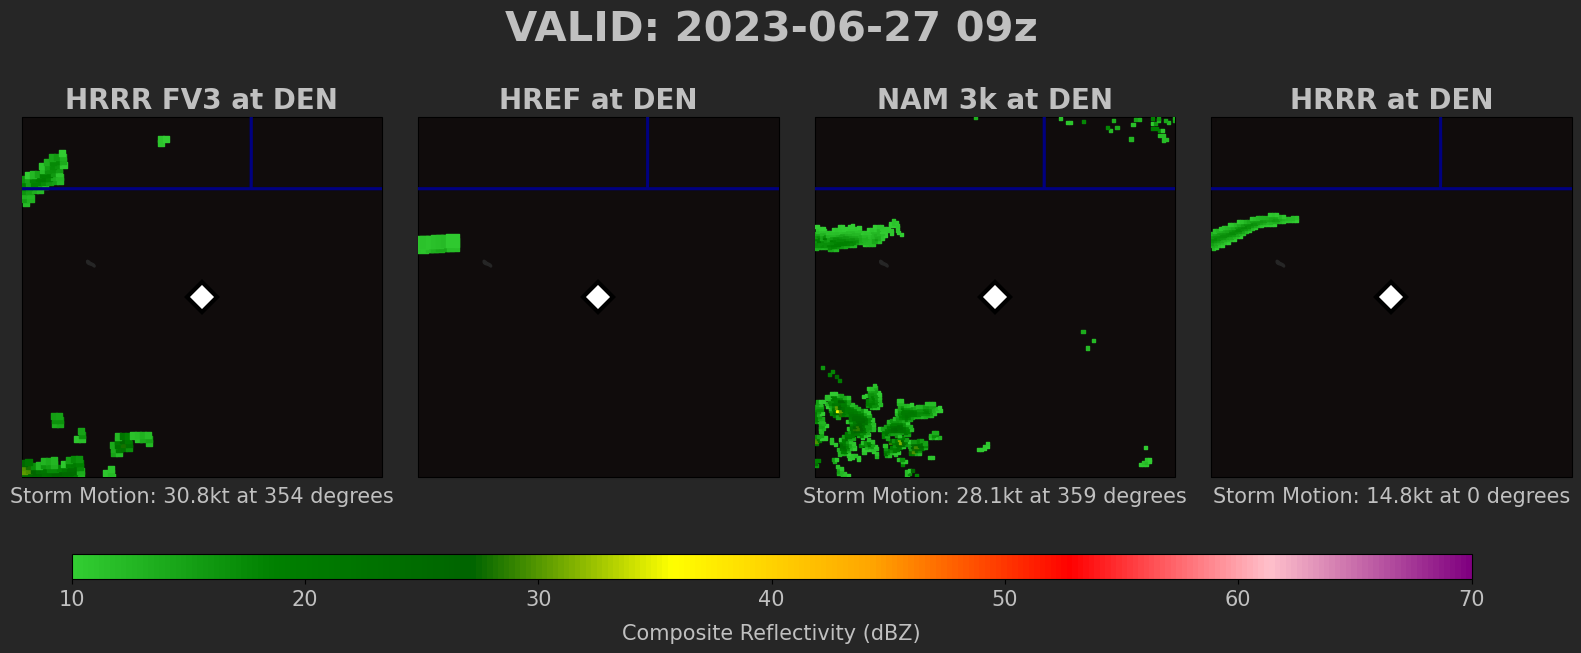 VALID: 2023-06-27 09z
HRRR FV3 at DEN
HREF at DEN
NAM 3k at DEN
HRRR at DEN
Storm Motion: 30.8kt at 354 degrees
Storm Motion: 28.1kt at 359 degrees
Storm Motion: 14.8kt at 0 degrees
10 20 30 40 50 60 70
Composite Reflectivity (dBZ)